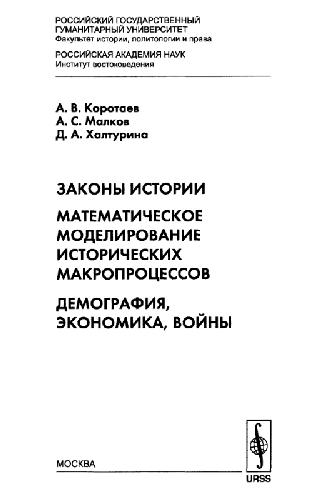 РОССИЙСКИЙ ГОСУДАРСТВЕННЫЙ
ГУМАНИТАРНЫЙ УНИВЕРСИТЕТ
Факультет истории, политологии и права
РОССИЙСКАЯ АКАДЕМИЯ НАУК
Институт востоковедения
А. В. Коротаев
А. С. Малков
Д. А. Халтурина
ЗАКОНЫ ИСТОРИИ
МАТЕМАТИЧЕСКОЕ
МОДЕЛИРОВАНИЕ
ИСТОРИЧЕСКИХ
МАКРОПРОЦЕССОВ
ДЕМОГРАФИЯ,
ЭКОНОМИКА, ВОЙНЫ
МОСКВА
URSS